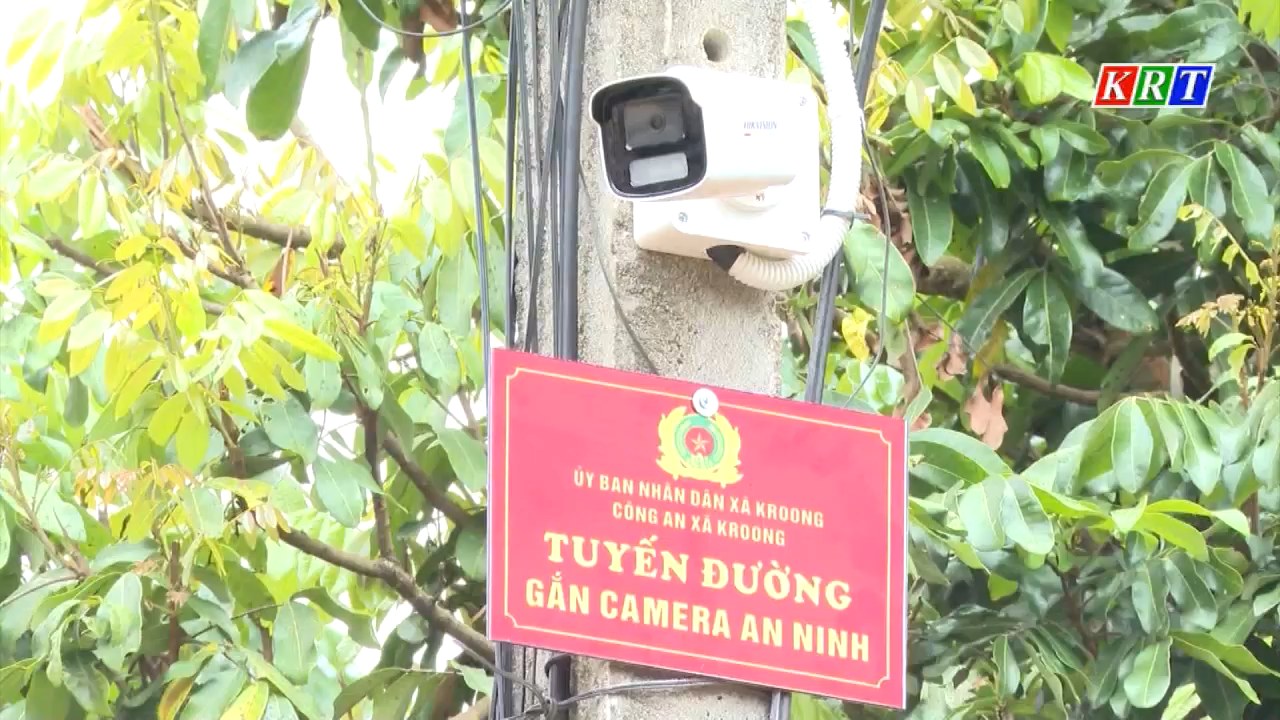 KRT
HIKVISION
ỦY BAN NHÂN DÂN XÃ KROONG
CÔNG AN XÃ KROONG
TUYẾN ĐƯỜNG
GẮN CAMERA AN NINH